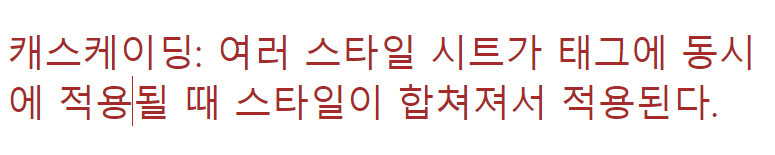 캐스케이딩: 여러 스타일 시트가 태그에 동시
에 적용될 때 스타일이 합쳐져서 적용된다.